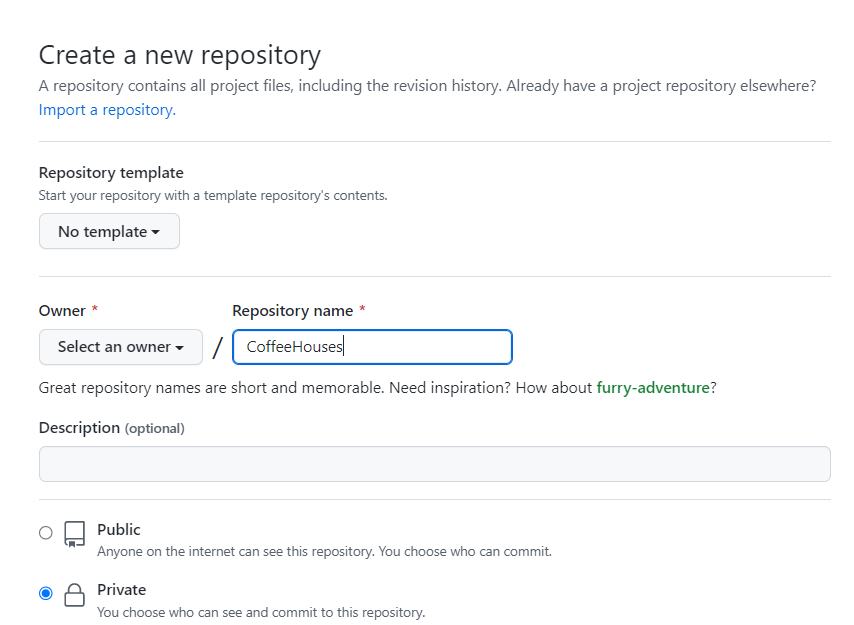 Create a new repository
A repository contains all project files, including the revision history. Already have a project repository elsewhere?
Import a repository.
Repository template
Start your repository with a template repository's contents.
No template
Owner * Repository name *
Select an owner / CoffeeHouses
Great repository names are short and memorable. Need inspiration? How about furry-adventure?
Description (optional)
Public
Anyone on the internet can see this repository. You choose who can commit.
Private
You choose who can see and commit to this repository.